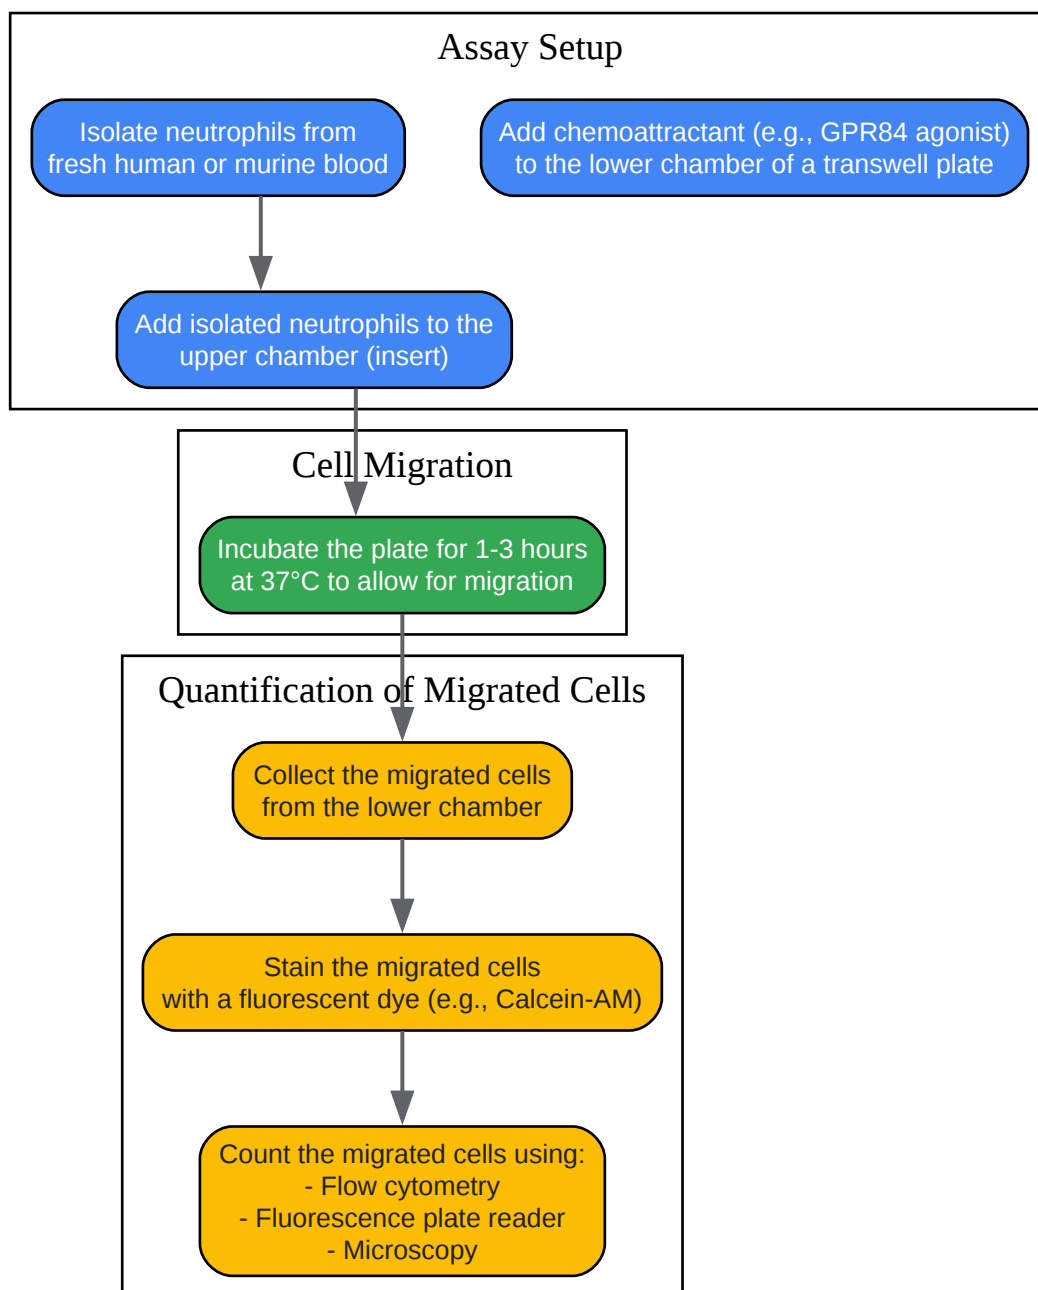 Assay Setup
Isolate neutrophils from
fresh human or murine blood
Add chemoattractant (e.g., GPR84 agonist)
to the lower chamber of a transwell plate
Add isolated neutrophils to the
upper chamber (insert)
Cell Migration
Incubate the plate for 1-3 hours
at 37°C to allow for migration
Quantification of Migrated Cells
Collect the migrated cells
from the lower chamber
Stain the migrated cells
with a fluorescent dye (e.g., Calcein-AM)
Count the migrated cells using:
- Flow cytometry
- Fluorescence plate reader
- Microscopy